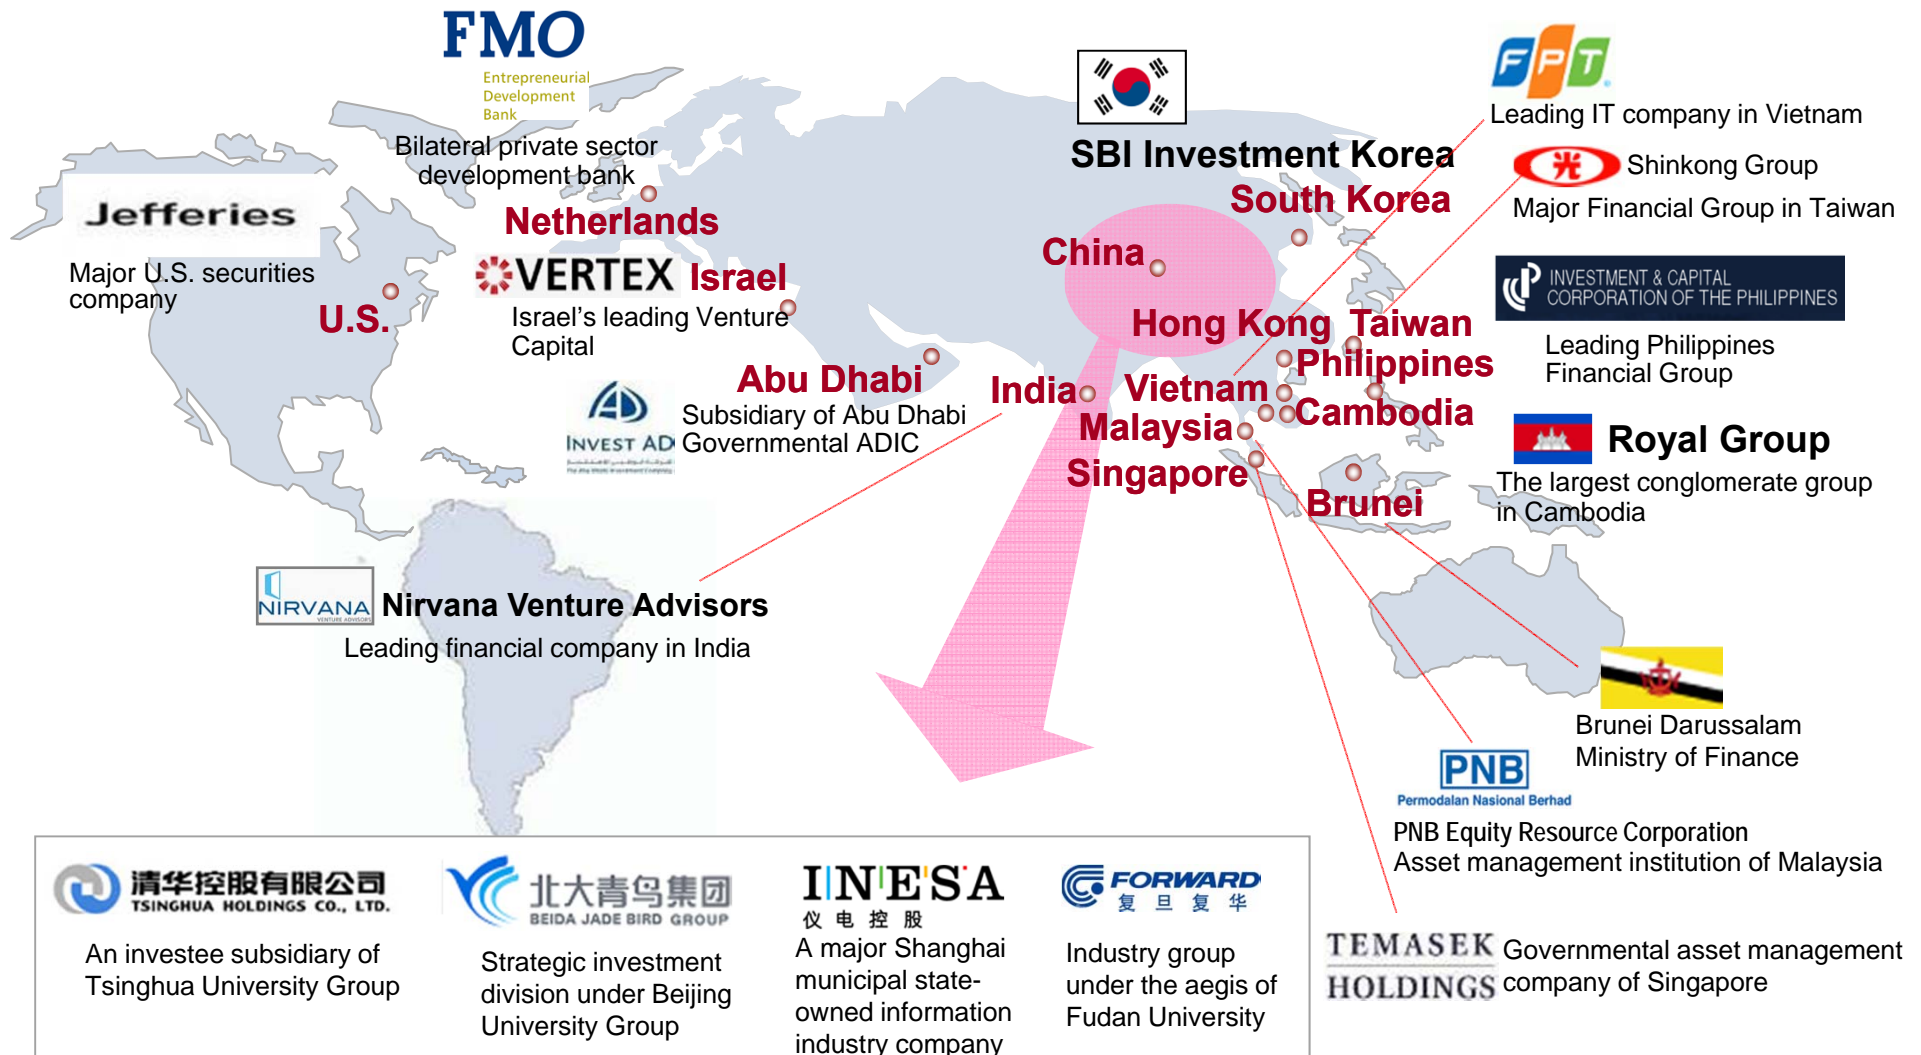 FMO
Entrepreneurial
Development
Bank
Bilateral private sector
development bank
Netherlands
Jefferies
Major U.S. securities
company
U.S.
VERTEX
Israel
Israel's leading Venture
Capital
Abu Dhabi
INVEST AD
Subsidiary of Abu Dhabi
Governmental ADIC
NIRVANA
VENTURE ADVISORS
Nirvana Venture Advisors
Leading financial company in India
SBI Investment Korea
South Korea
China
Hong Kong
Taiwan
Philippines
India
Vietnam
Cambodia
Malaysia
Singapore
Brunei
FPT
Leading IT company in Vietnam
光
Shinkong Group
Major Financial Group in Taiwan
INVESTMENT & CAPITAL
CORPORATION OF THE PHILIPPINES
Leading Philippines
Financial Group
Royal Group
The largest conglomerate group
in Cambodia
Brunei Darussalam
Ministry of Finance
PNB
Permodalan Nasional Berhad
PNB Equity Resource Corporation
Asset management institution of Malaysia
TEMASEK
HOLDINGS
Governmental asset management
company of Singapore
清华控股有限公司
TSINGHUA HOLDINGS CO., LTD.
An investee subsidiary of
Tsinghua University Group
北大青鸟集团
BEIDA JADE BIRD GROUP
Strategic investment
division under Beijing
University Group
INESA
仪电控股
A major Shanghai
municipal state-
owned information
industry company
FORWARD
复旦复华
Industry group
under the aegis of
Fudan University